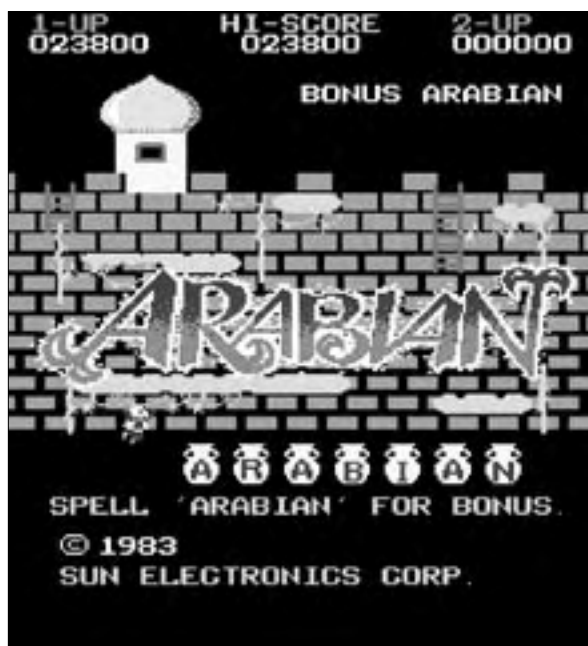 1-UP HI-SCORE 2-UP
023800 023800 000000
BONUS ARABIAN
ARABIAN
ARABIAN
SPELL 'ARABIAN' FOR BONUS.
© 1983
SUN ELECTRONICS CORP.